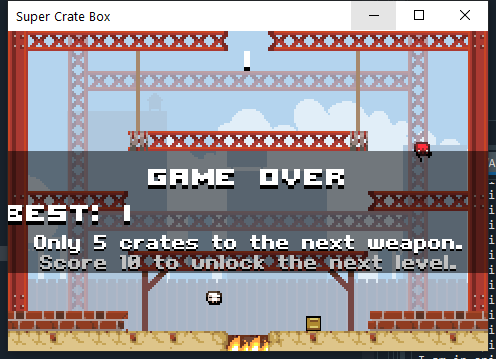 Super Crate Box
1
GAME OVER
BEST: 1
Only 5 crates to the next weapon.
Score 10 to unlock the next level.